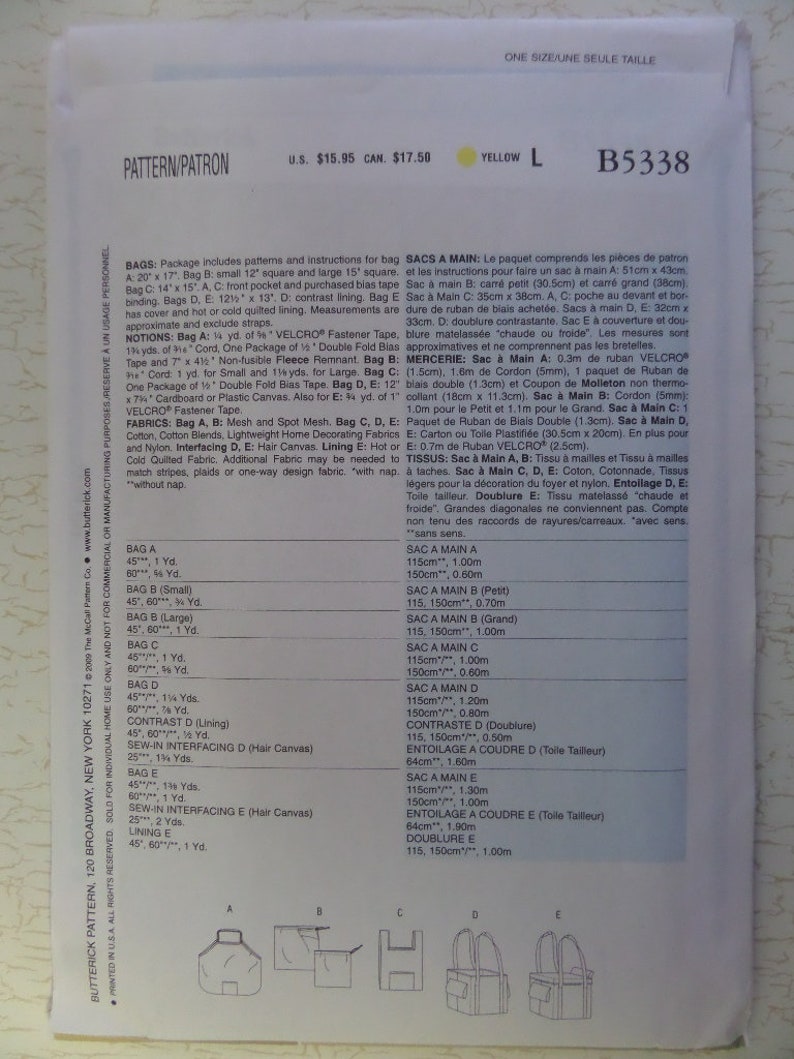 ONE SIZE/UNE SEULE TAILLE
PATTERN/PATRON U.S. $15.95 CAN. $17.50 YELLOW L B5338
BAGS: Package includes patterns and instructions for bag
A: 20" x 17". Bag B: small 12" square and large 15" square.
Bag C: 14" x 15". A, C: front pocket and purchased bias tape
binding. Bags D, E: 12½" x 13". D: contrast lining. Bag E
has cover and hot or cold quilted lining. Measurements are
approximate and exclude straps.
NOTIONS: Bag A: ¼ yd. of ⅝" VELCRO® Fastener Tape,
1¾ yds. of 3/16" Cord, One Package of ½" Double Fold Bias
Tape and 7" x 4½" Non-fusible Fleece Remnant. Bag B:
3/16" Cord: 1 yd. for Small and 1⅛ yds. for Large. Bag C:
One Package of ½" Double Fold Bias Tape. Bag D, E: 12"
x 7¾" Cardboard or Plastic Canvas. Also for E: ¾ yd. of 1"
VELCRO® Fastener Tape.
FABRICS: Bag A, B: Mesh and Spot Mesh. Bag C, D, E:
Cotton, Cotton Blends, Lightweight Home Decorating Fabrics
and Nylon. Interfacing D, E: Hair Canvas. Lining E: Hot or
Cold Quilted Fabric. Additional Fabric may be needed to
match stripes, plaids or one-way design fabric. *with nap.
**without nap.
SACS A MAIN: Le paquet comprends les pièces de patron
et les instructions pour faire un sac à main A: 51cm x 43cm.
Sac à main B: carré petit (30.5cm) et carré grand (38cm).
Sac à Main C: 35cm x 38cm. A, C: poche au devant et bor-
dure de ruban de biais achetée. Sacs à main D, E: 32cm x
33cm. D: doublure contrastante. Sac E à couverture et dou-
blure matelassée "chaude ou froide". Les mesures sont
approximatives et ne comprennent pas les bretelles.
MERCERIE: Sac à Main A: 0.3m de ruban VELCRO®
(1.5cm), 1.6m de Cordon (5mm), 1 paquet de Ruban de
biais double (1.3cm) et Coupon de Molleton non thermo-
collant (18cm x 11.3cm). Sac à Main B: Cordon (5mm):
1.0m pour le Petit et 1.1m pour le Grand. Sac à Main C: 1
Paquet de Ruban de Biais Double (1.3cm). Sac à Main D,
E: Carton ou Toile Plastifiée (30.5cm x 20cm). En plus pour
E: 0.7m de Ruban VELCRO® (2.5cm).
TISSUS: Sac à Main A, B: Tissu à mailles et Tissu à mailles
à taches. Sac à Main C, D, E: Coton, Cotonnade, Tissus
légers pour la décoration du foyer et nylon. Entoilage D, E:
Toile tailleur. Doublure E: Tissu matelassé "chaude et
froide". Grandes diagonales ne conviennent pas. Compte
non tenu des raccords de rayures/carreaux. *avec sens.
**sans sens.
BAG A
45"**, 1 Yd.
60"**, ⅝ Yd.
BAG B (Small)
45", 60"**, ¾ Yd.
BAG B (Large)
45", 60"**, 1 Yd.
BAG C
45"*/**, 1 Yd.
60"*/**, ⅝ Yd.
BAG D
45"*/**, 1¼ Yds.
60"*/**, ⅞ Yd.
CONTRAST D (Lining)
45", 60"*/**, ½ Yd.
SEW-IN INTERFACING D (Hair Canvas)
25"**, 1¾ Yds.
BAG E
45"*/**, 1⅜ Yds.
60"*/**, 1 Yd.
SEW-IN INTERFACING E (Hair Canvas)
25"**, 2 Yds.
LINING E
45", 60"*/**, 1 Yd.
SAC A MAIN A
115cm**, 1.00m
150cm**, 0.60m
SAC A MAIN B (Petit)
115, 150cm**, 0.70m
SAC A MAIN B (Grand)
115, 150cm**, 1.00m
SAC A MAIN C
115cm*/**, 1.00m
150cm*/**, 0.60m
SAC A MAIN D
115cm*/**, 1.20m
150cm*/**, 0.80m
CONTRASTE D (Doublure)
115, 150cm*/**, 0.50m
ENTOILAGE A COUDRE D (Toile Tailleur)
64cm**, 1.60m
SAC A MAIN E
115cm*/**, 1.30m
150cm*/**, 1.00m
ENTOILAGE A COUDRE E (Toile Tailleur)
64cm**, 1.90m
DOUBLURE E
115, 150cm*/**, 1.00m
A B C D E
BUTTERICK PATTERN, 120 BROADWAY, NEW YORK 10271 © 2009 The McCall Pattern Co. ● www.butterick.com
● PRINTED IN U.S.A. ALL RIGHTS RESERVED. SOLD FOR INDIVIDUAL HOME USE ONLY AND NOT FOR COMMERCIAL OR MANUFACTURING PURPOSES./RÉSERVÉ À UN USAGE PERSONNEL.